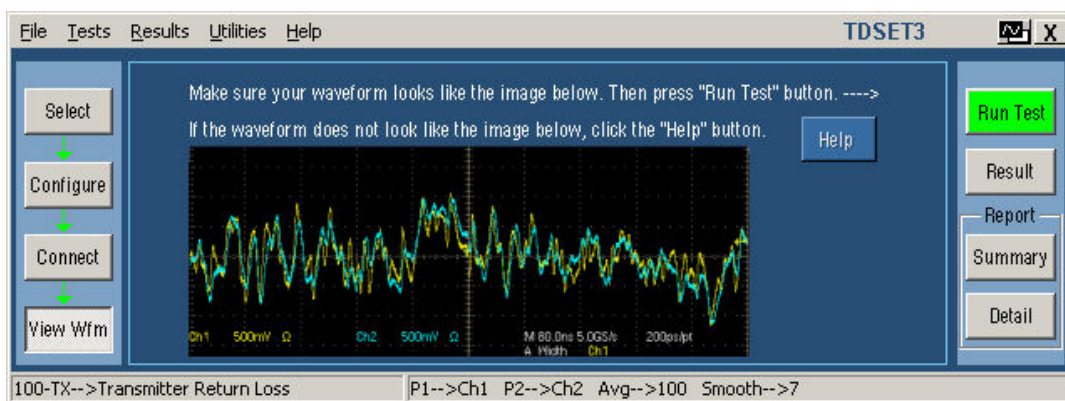 File Tests Results Utilities Help TDSET3 X
Make sure your waveform looks like the image below. Then press "Run Test" button. ---->
If the waveform does not look like the image below, click the "Help" button.
Help
Select
Configure
Connect
View Wfm
Ch1 500mV Ω Ch2 500mV Ω M 80.0ns 5.0GS/s 200ps/pt
A Width Ch1
Run Test
Result
Report
Summary
Detail
100-TX-->Transmitter Return Loss P1-->Ch1 P2-->Ch2 Avg-->100 Smooth-->7